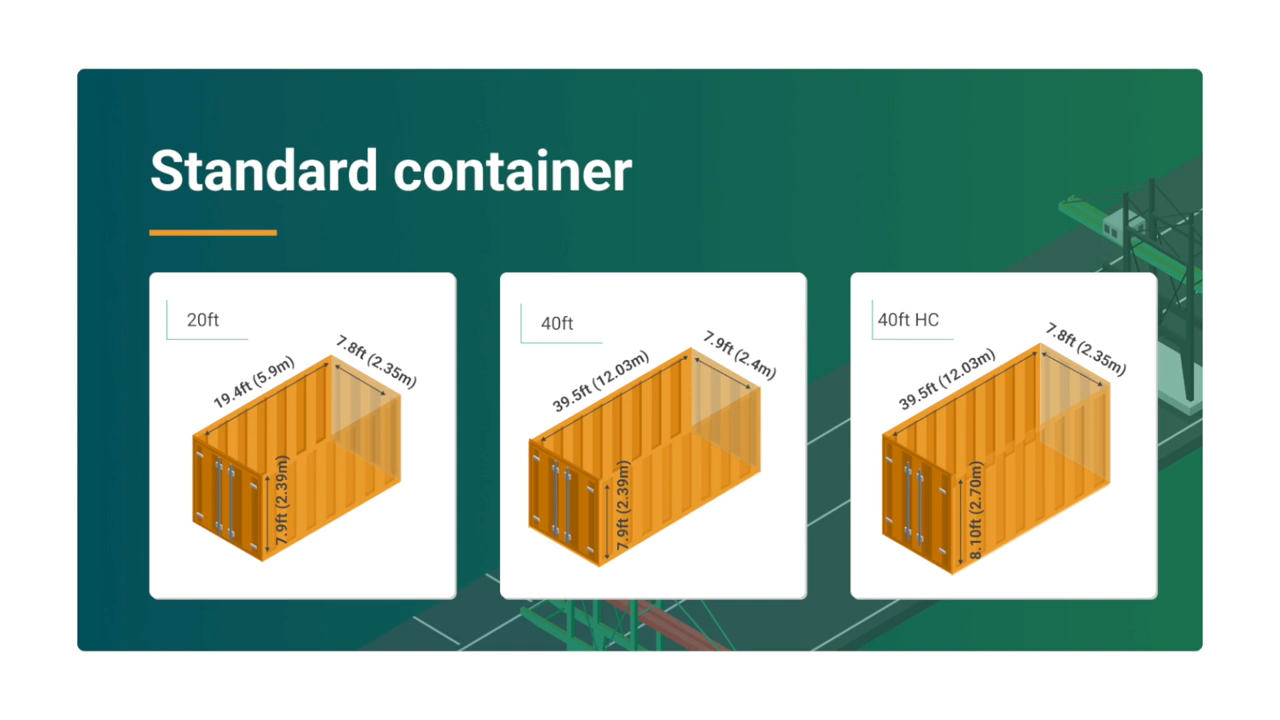 Standard container
20ft
19.4ft (5.9m)
7.8ft (2.35m)
7.9ft (2.39m)
40ft
39.5ft (12.03m)
7.9ft (2.4m)
7.9ft (2.39m)
40ft HC
39.5ft (12.03m)
7.8ft (2.35m)
8.10ft (2.70m)